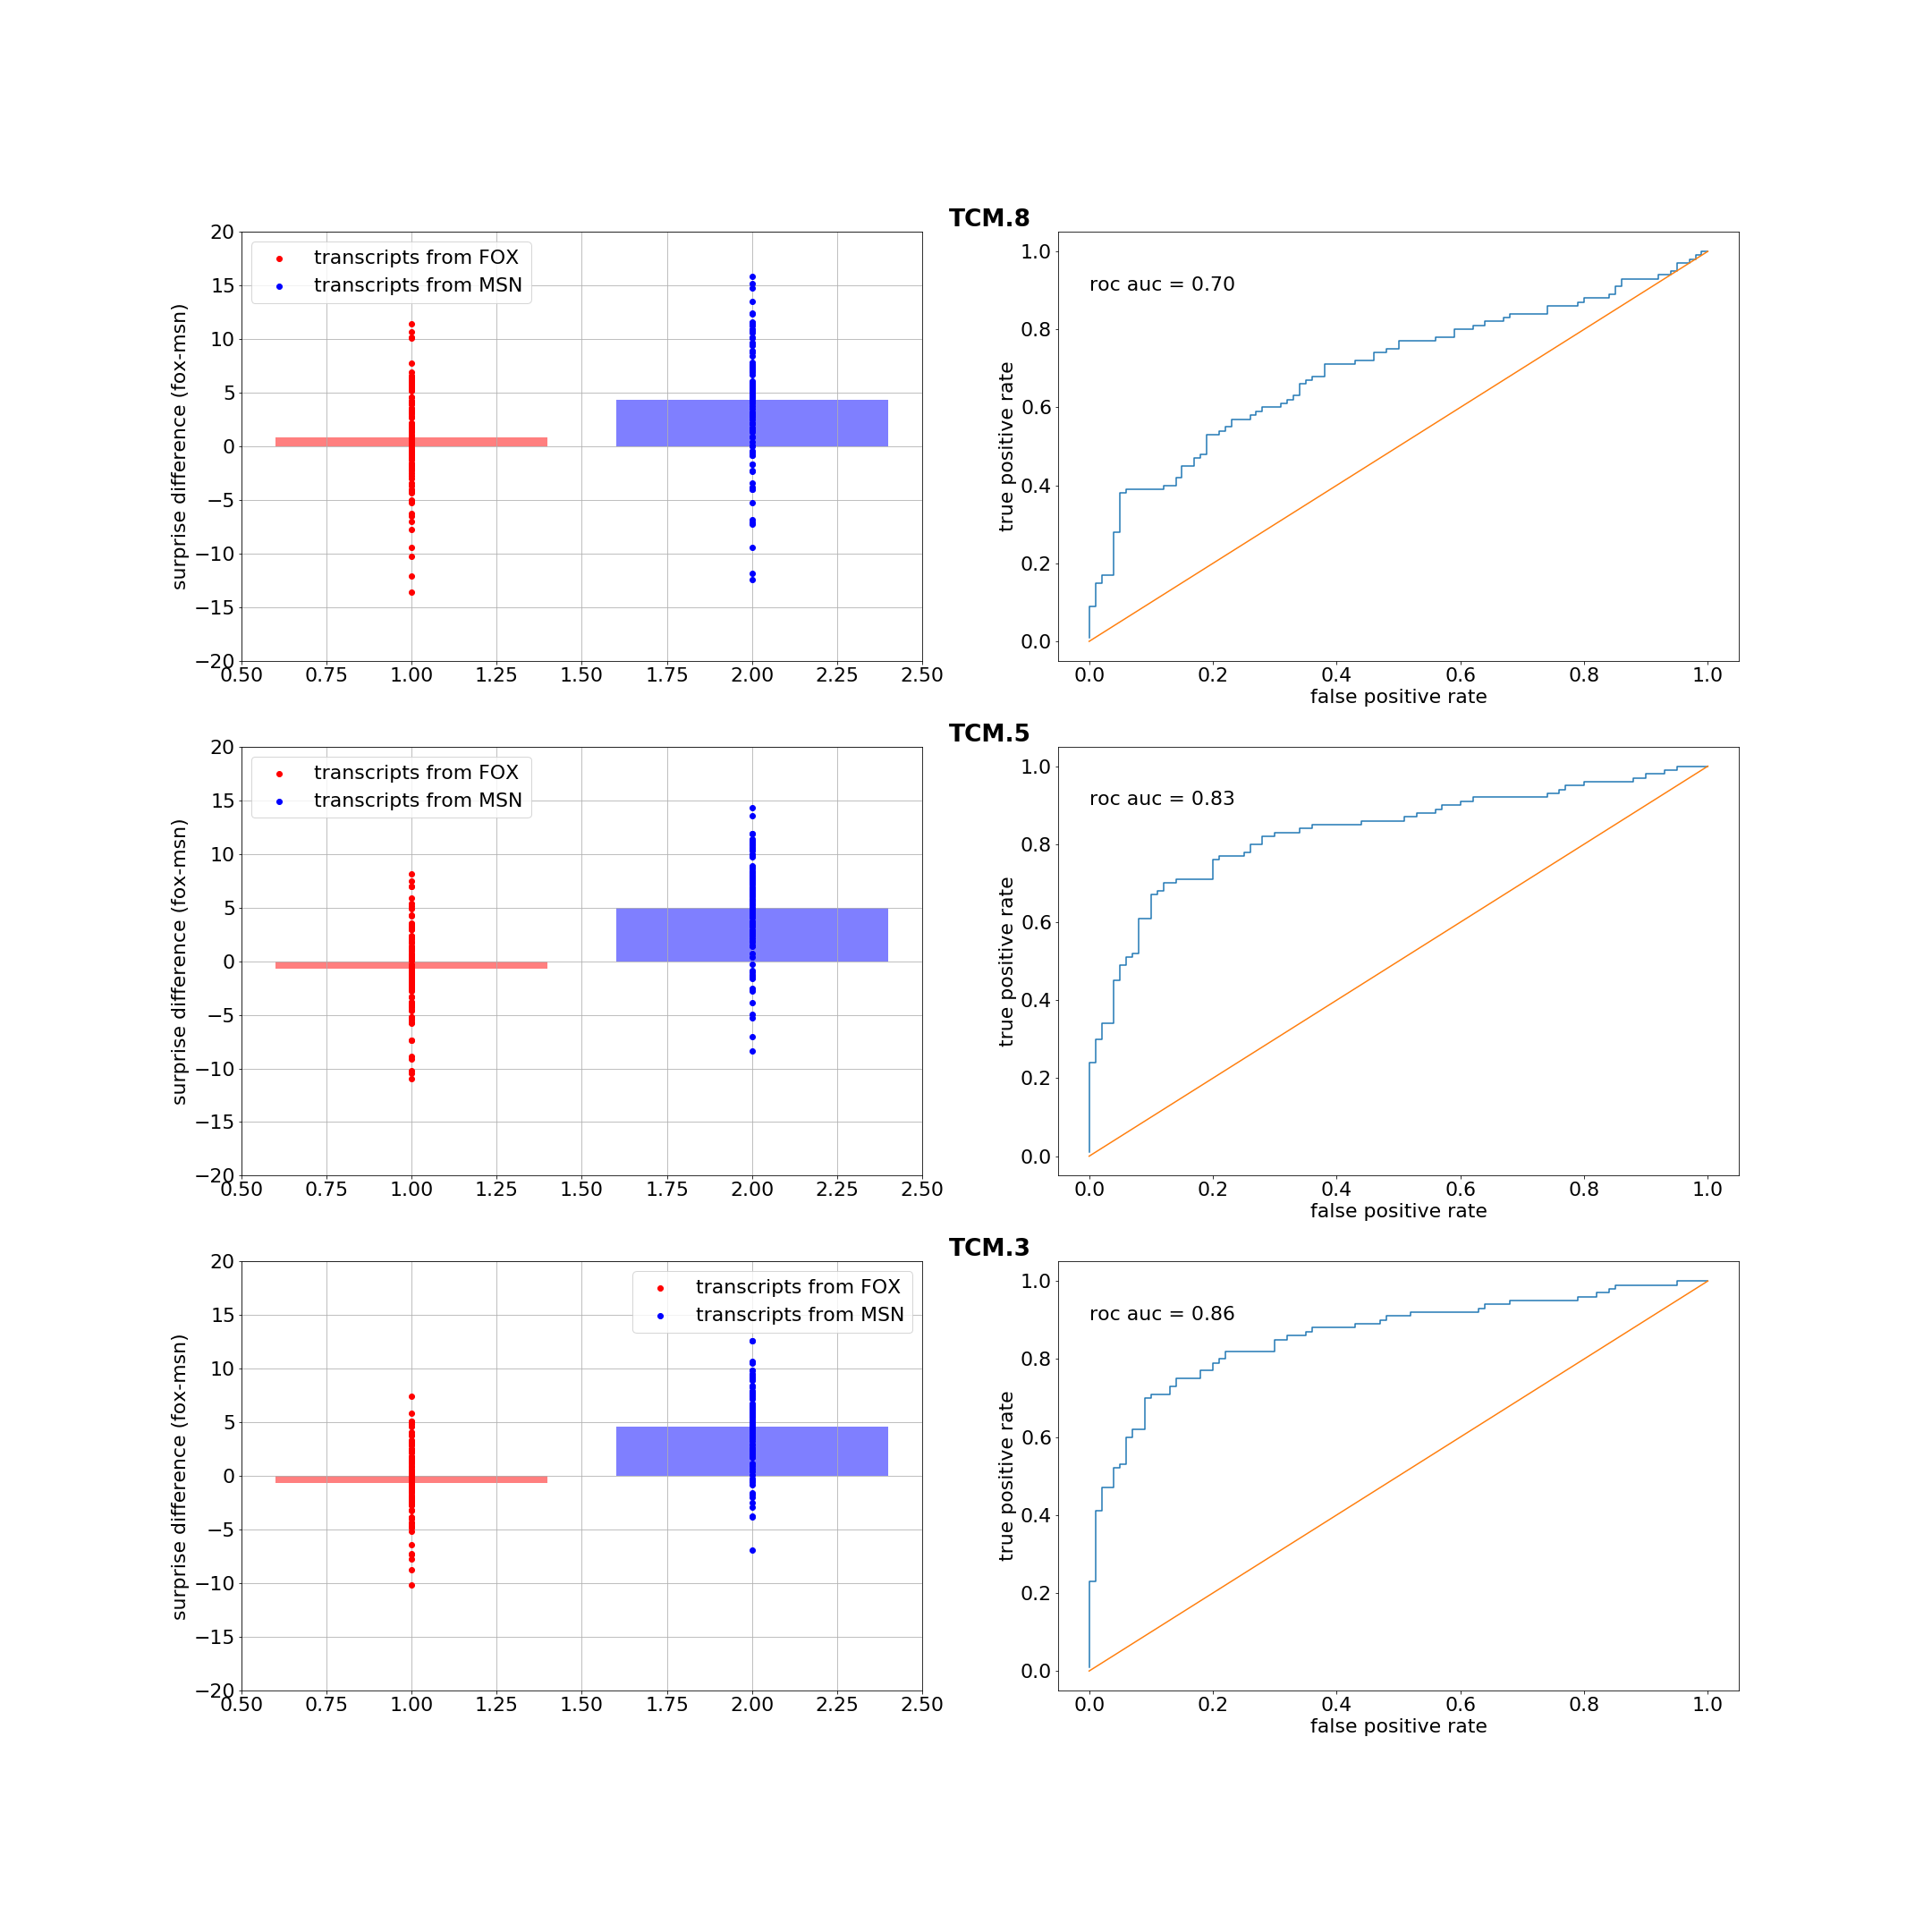 TCM.8
20
15
10
5
0
−5
−10
−15
−20
surprise difference (fox-msn)
transcripts from FOX
transcripts from MSN
0.50 0.75 1.00 1.25 1.50 1.75 2.00 2.25 2.50
1.0
0.8
0.6
0.4
0.2
0.0
true positive rate
roc auc = 0.70
0.0 0.2 0.4 0.6 0.8 1.0
false positive rate
TCM.5
20
15
10
5
0
−5
−10
−15
−20
surprise difference (fox-msn)
transcripts from FOX
transcripts from MSN
0.50 0.75 1.00 1.25 1.50 1.75 2.00 2.25 2.50
1.0
0.8
0.6
0.4
0.2
0.0
true positive rate
roc auc = 0.83
0.0 0.2 0.4 0.6 0.8 1.0
false positive rate
TCM.3
20
15
10
5
0
−5
−10
−15
−20
surprise difference (fox-msn)
transcripts from FOX
transcripts from MSN
0.50 0.75 1.00 1.25 1.50 1.75 2.00 2.25 2.50
1.0
0.8
0.6
0.4
0.2
0.0
true positive rate
roc auc = 0.86
0.0 0.2 0.4 0.6 0.8 1.0
false positive rate